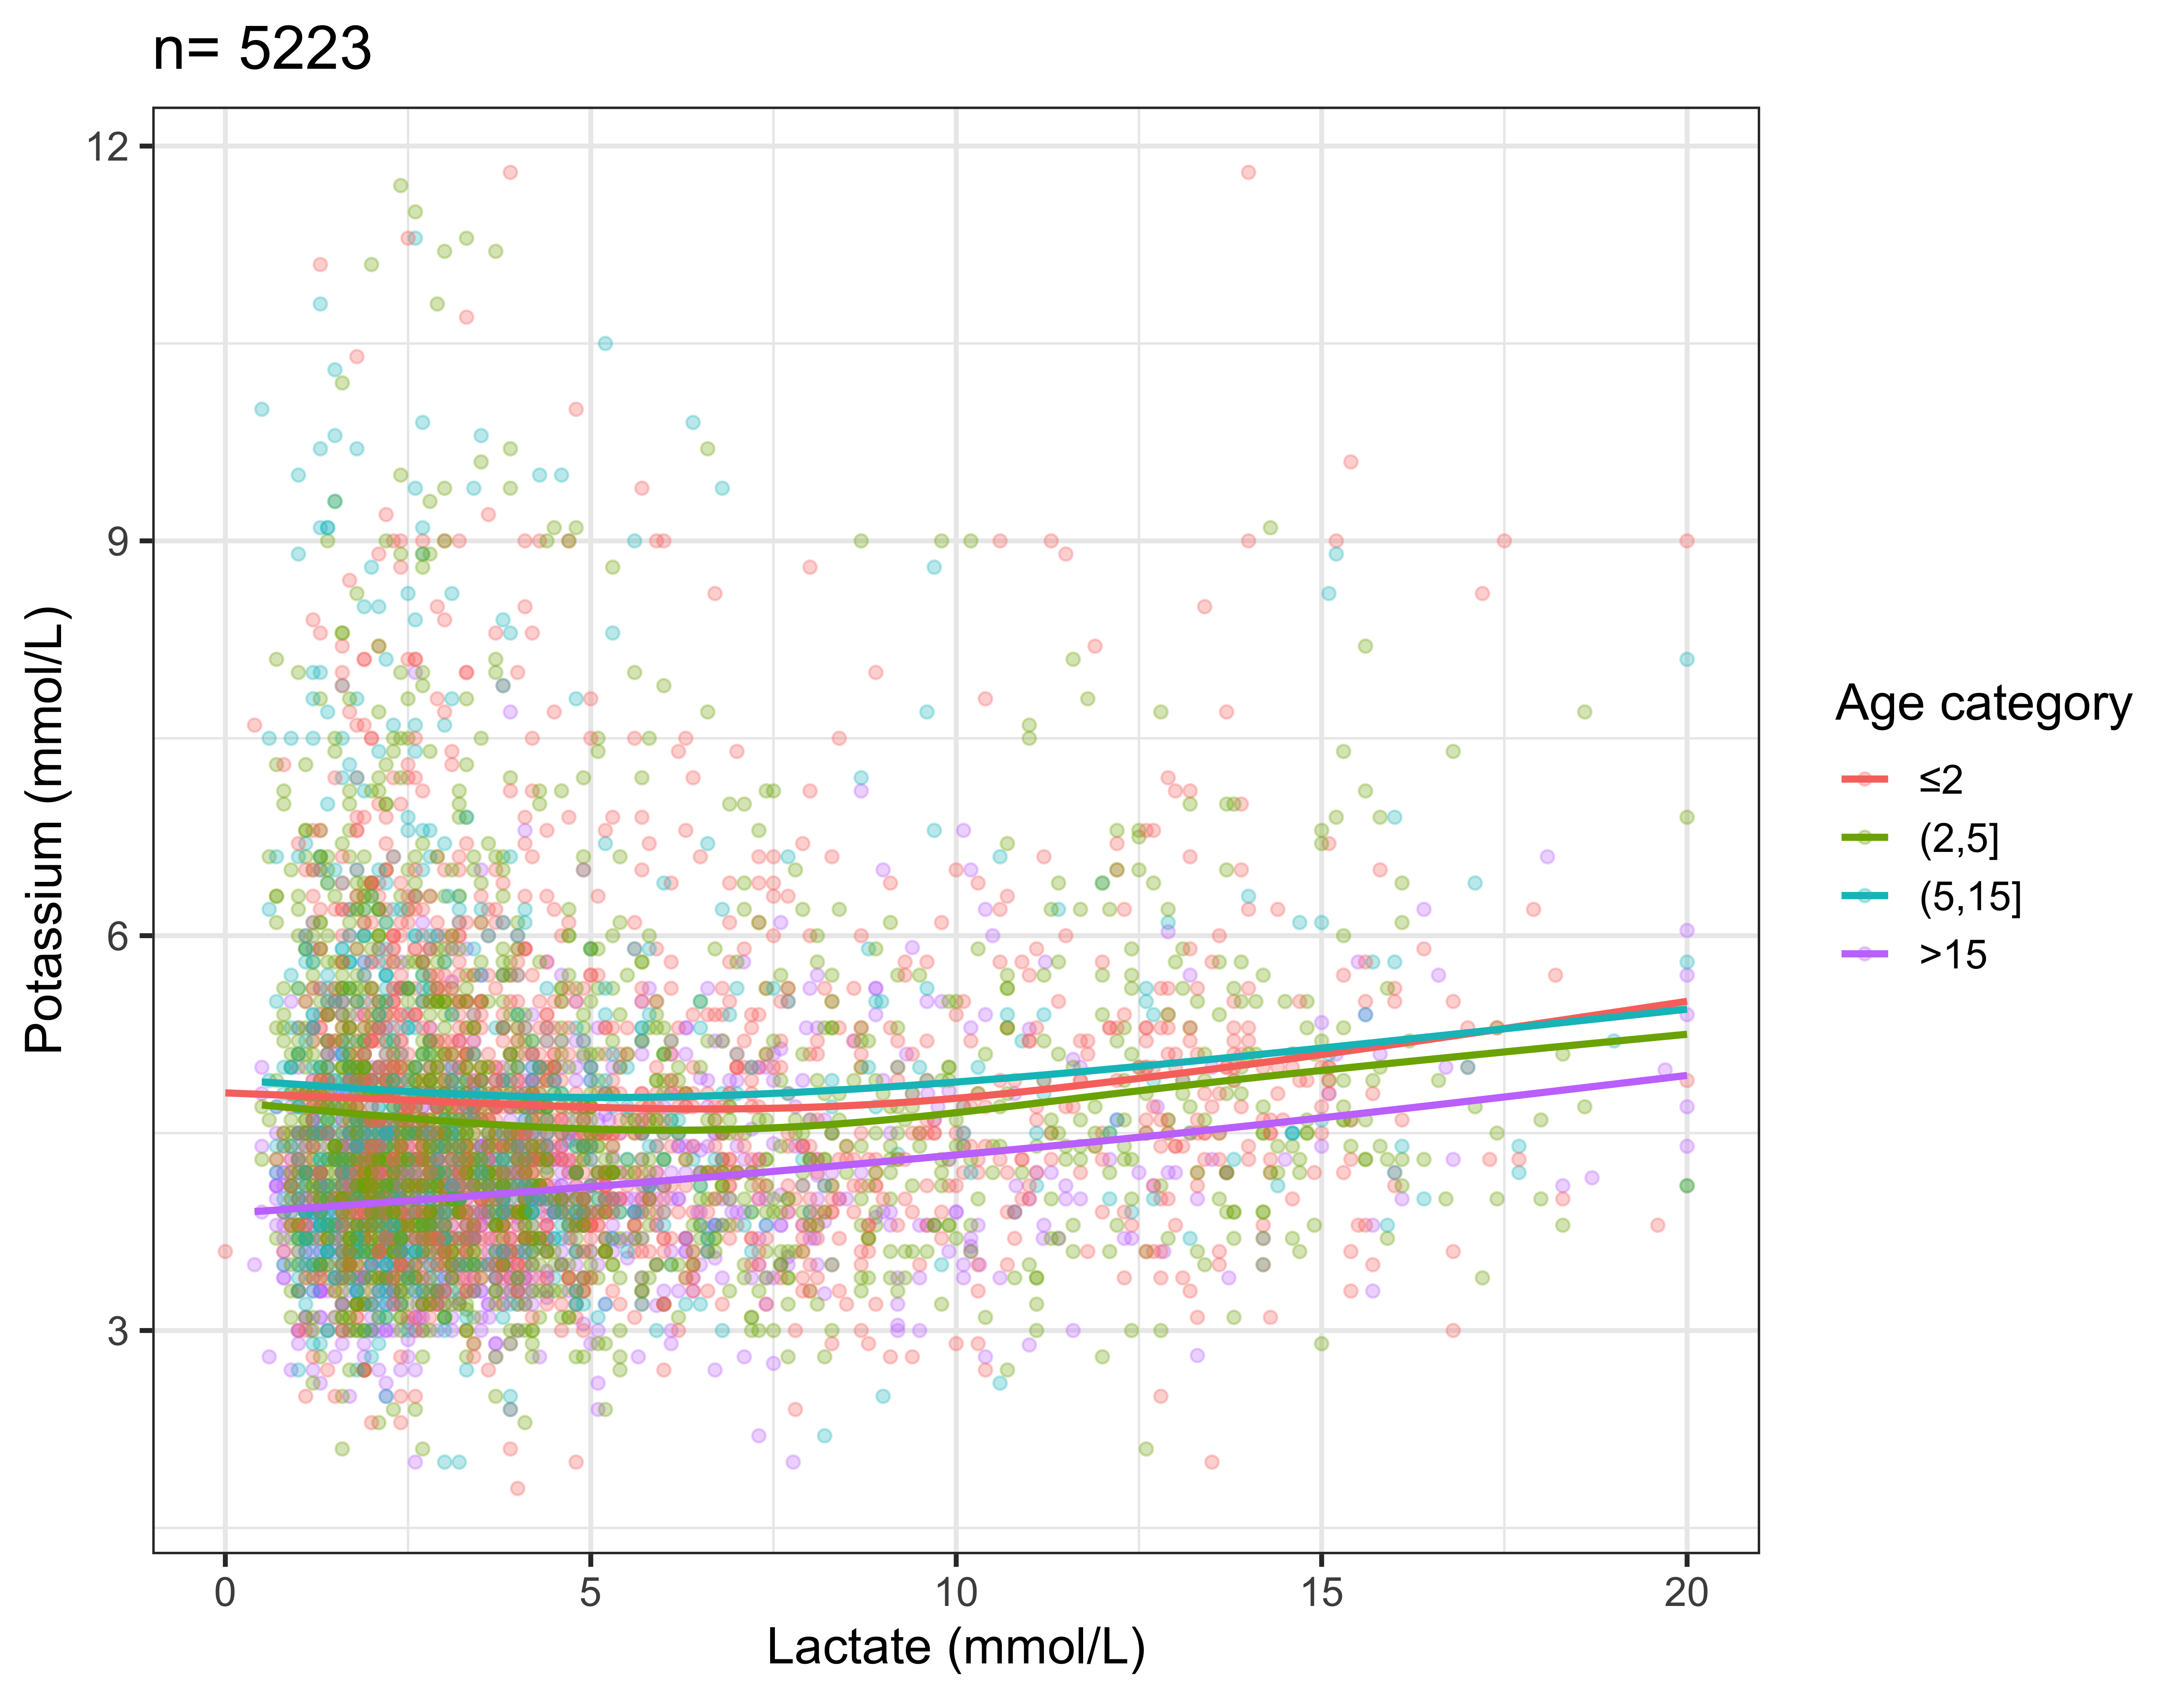 n= 5223
12
9
6
3
Potassium (mmol/L)
0 5 10 15 20
Lactate (mmol/L)
Age category
≤2
(2,5]
(5,15]
>15